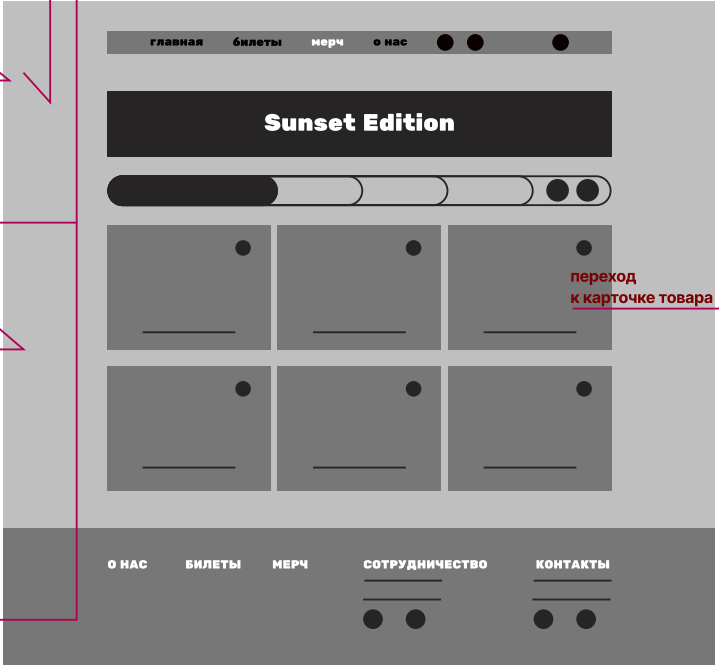 главная билеты мерч о нас
Sunset Edition
переход
к карточке товара
О НАС БИЛЕТЫ МЕРЧ СОТРУДНИЧЕСТВО КОНТАКТЫ